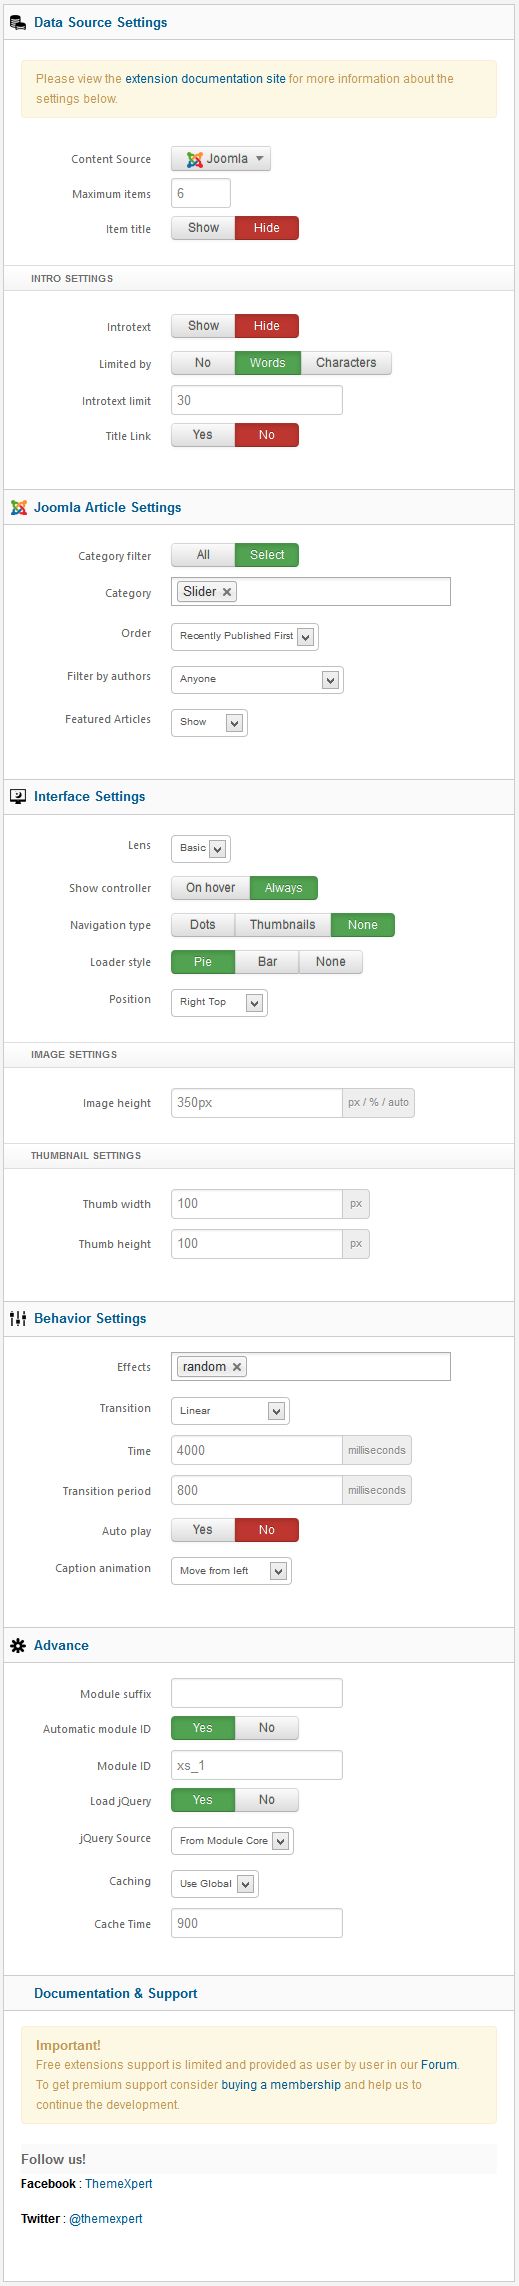 Data Source Settings
Please view the extension documentation site for more information about the
settings below.
Content Source Joomla
Maximum items 6
Item title Show Hide
INTRO SETTINGS
Introtext Show Hide
Limited by No Words Characters
Introtext limit 30
Title Link Yes No
Joomla Article Settings
Category filter All Select
Category Slider ×
Order Recently Published First
Filter by authors Anyone
Featured Articles Show
Interface Settings
Lens Basic
Show controller On hover Always
Navigation type Dots Thumbnails None
Loader style Pie Bar None
Position Right Top
IMAGE SETTINGS
Image height 350px px / % / auto
THUMBNAIL SETTINGS
Thumb width 100 px
Thumb height 100 px
Behavior Settings
Effects random ×
Transition Linear
Time 4000 milliseconds
Transition period 800 milliseconds
Auto play Yes No
Caption animation Move from left
Advance
Module suffix
Automatic module ID Yes No
Module ID xs_1
Load jQuery Yes No
jQuery Source From Module Core
Caching Use Global
Cache Time 900
Documentation & Support
Important!
Free extensions support is limited and provided as user by user in our Forum.
To get premium support consider buying a membership and help us to
continue the development.
Follow us!
Facebook : ThemeXpert
Twitter : @themexpert